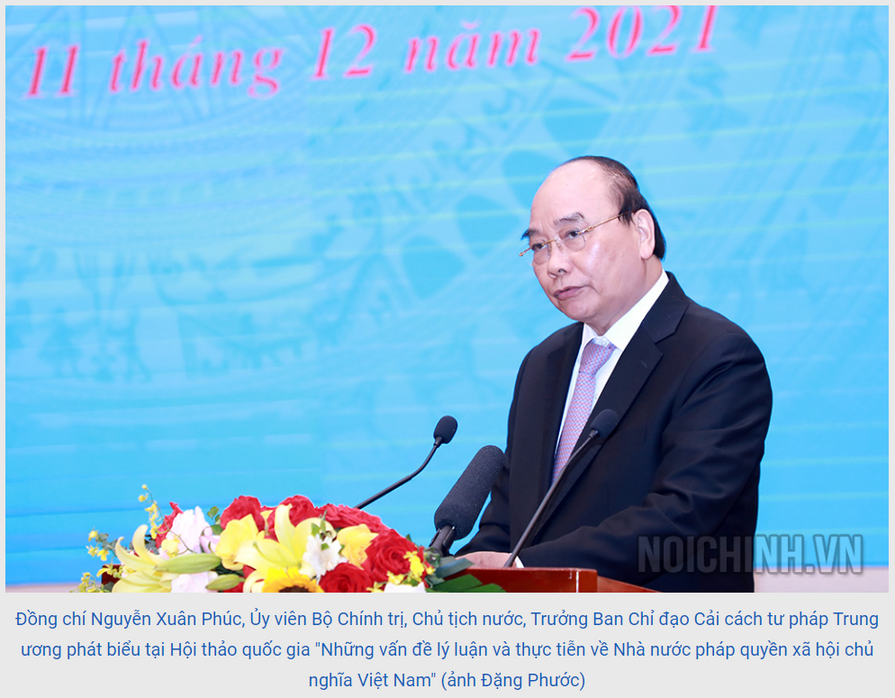 11 tháng 12 năm 2021
NOICHINH.VN
Đồng chí Nguyễn Xuân Phúc, Ủy viên Bộ Chính trị, Chủ tịch nước, Trưởng Ban Chỉ đạo Cải cách tư pháp Trung
ương phát biểu tại Hội thảo quốc gia "Những vấn đề lý luận và thực tiễn về Nhà nước pháp quyền xã hội chủ
nghĩa Việt Nam" (ảnh Đặng Phước)